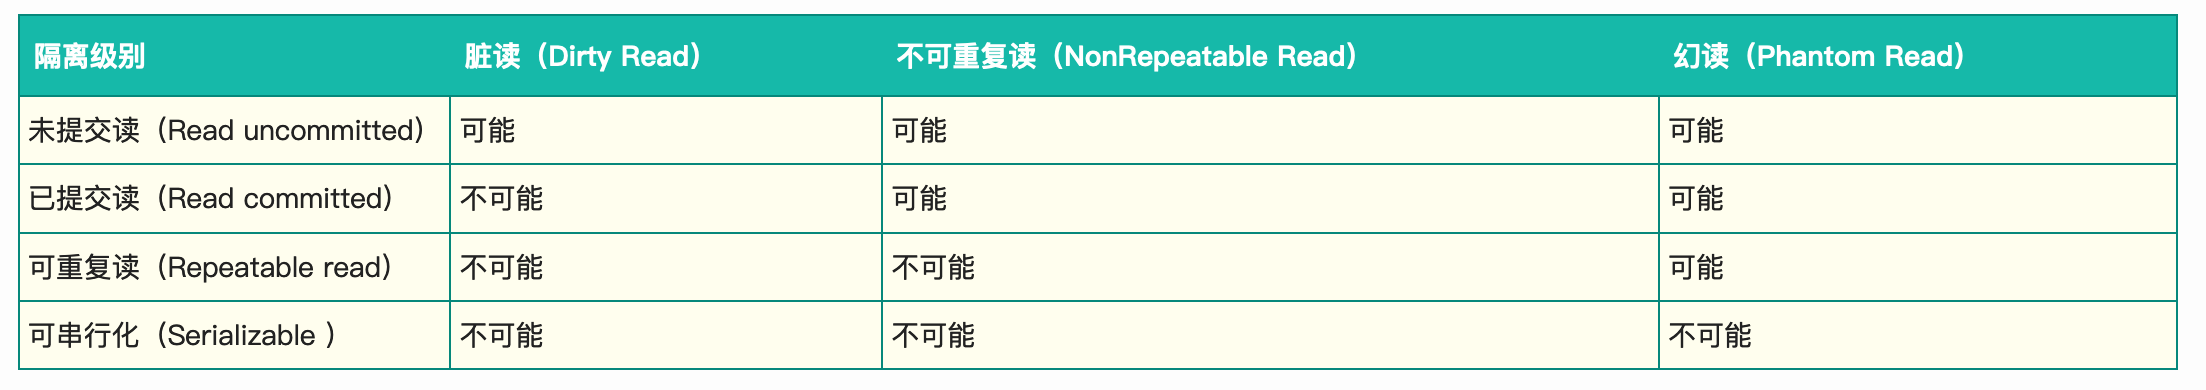 隔离级别 脏读（Dirty Read） 不可重复读（NonRepeatable Read） 幻读（Phantom Read）
未提交读（Read uncommitted） 可能 可能 可能
已提交读（Read committed） 不可能 可能 可能
可重复读（Repeatable read） 不可能 不可能 可能
可串行化（Serializable ） 不可能 不可能 不可能